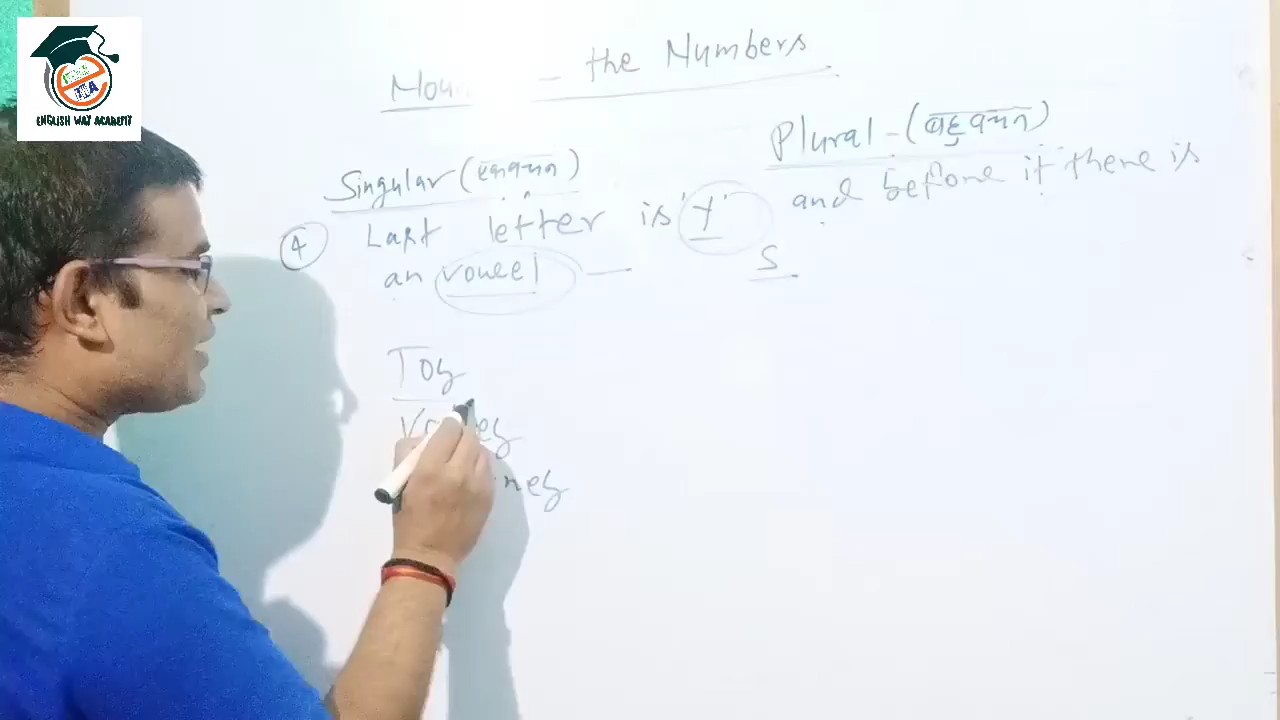 ENGLISH WAY ACADEMY
- the Numbers
Singular (एकवचन)
Plural - (बहुवचन)
4 Last letter is 'Y' and before it there is
an vowel — S
Toy